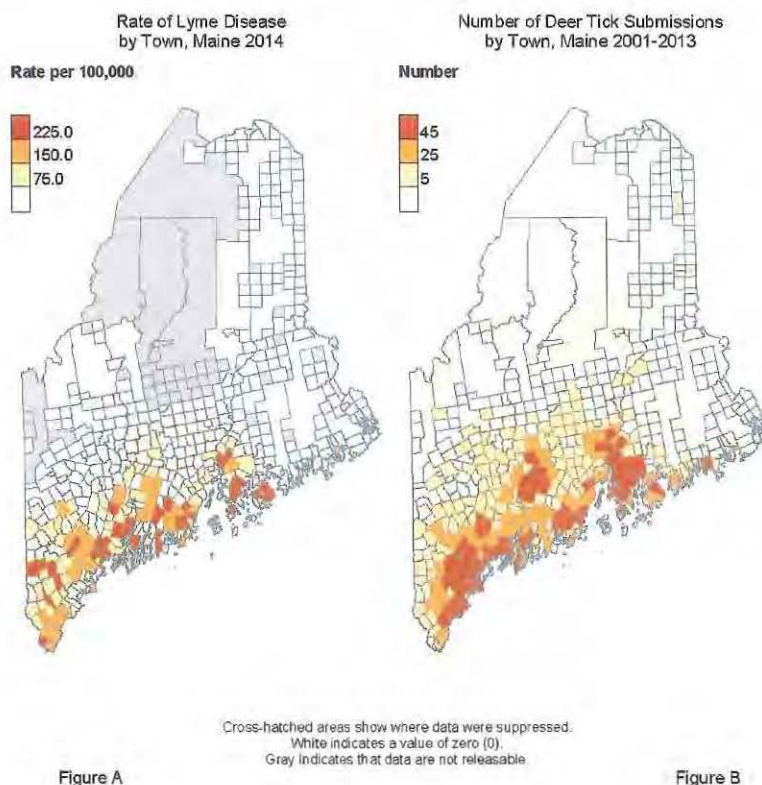 Rate of Lyme Disease
by Town, Maine 2014
Rate per 100,000
225.0
150.0
75.0
Number of Deer Tick Submissions
by Town, Maine 2001-2013
Number
45
25
5
Cross-hatched areas show where data were suppressed.
White indicates a value of zero (0).
Gray indicates that data are not releasable
Figure A
Figure B